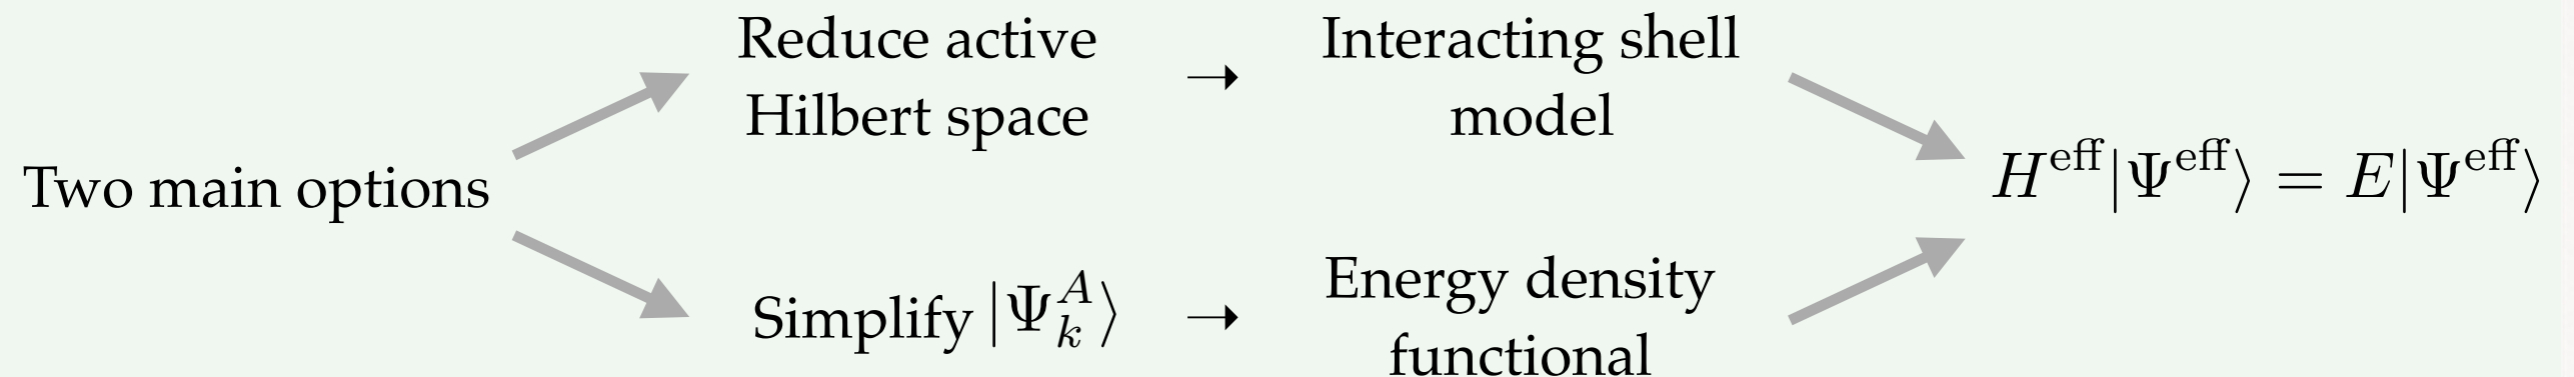 Two main options
Reduce active
Hilbert space
→
Interacting shell
model
Simplify |Ψ_k^A⟩
→
Energy density
functional
H^eff|Ψ^eff⟩ = E|Ψ^eff⟩